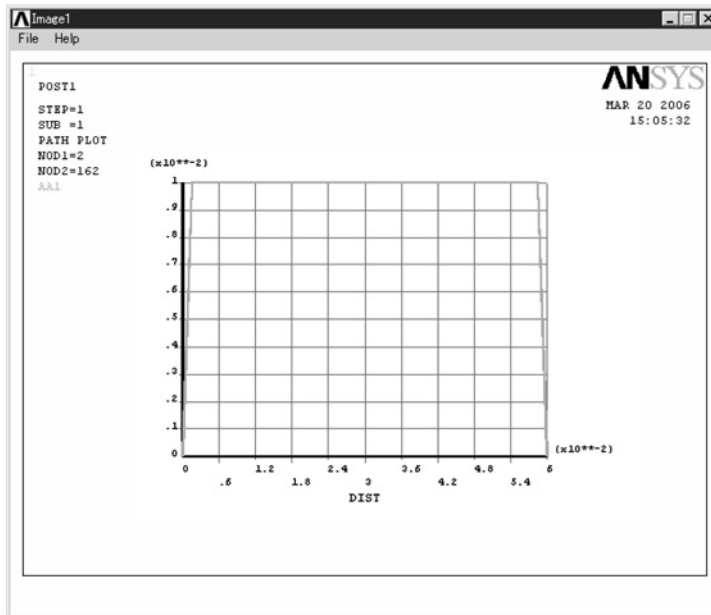 Image1
File Help
1
POST1
STEP=1
SUB =1
PATH PLOT
NOD1=2
NOD2=162
AA1
ANSYS
MAR 20 2006
15:05:32
(x10**-2)
1
.9
.8
.7
.6
.5
.4
.3
.2
.1
0
(x10**-2)
0 1.2 2.4 3.6 4.8 6
.6 1.8 3 4.2 5.4
DIST